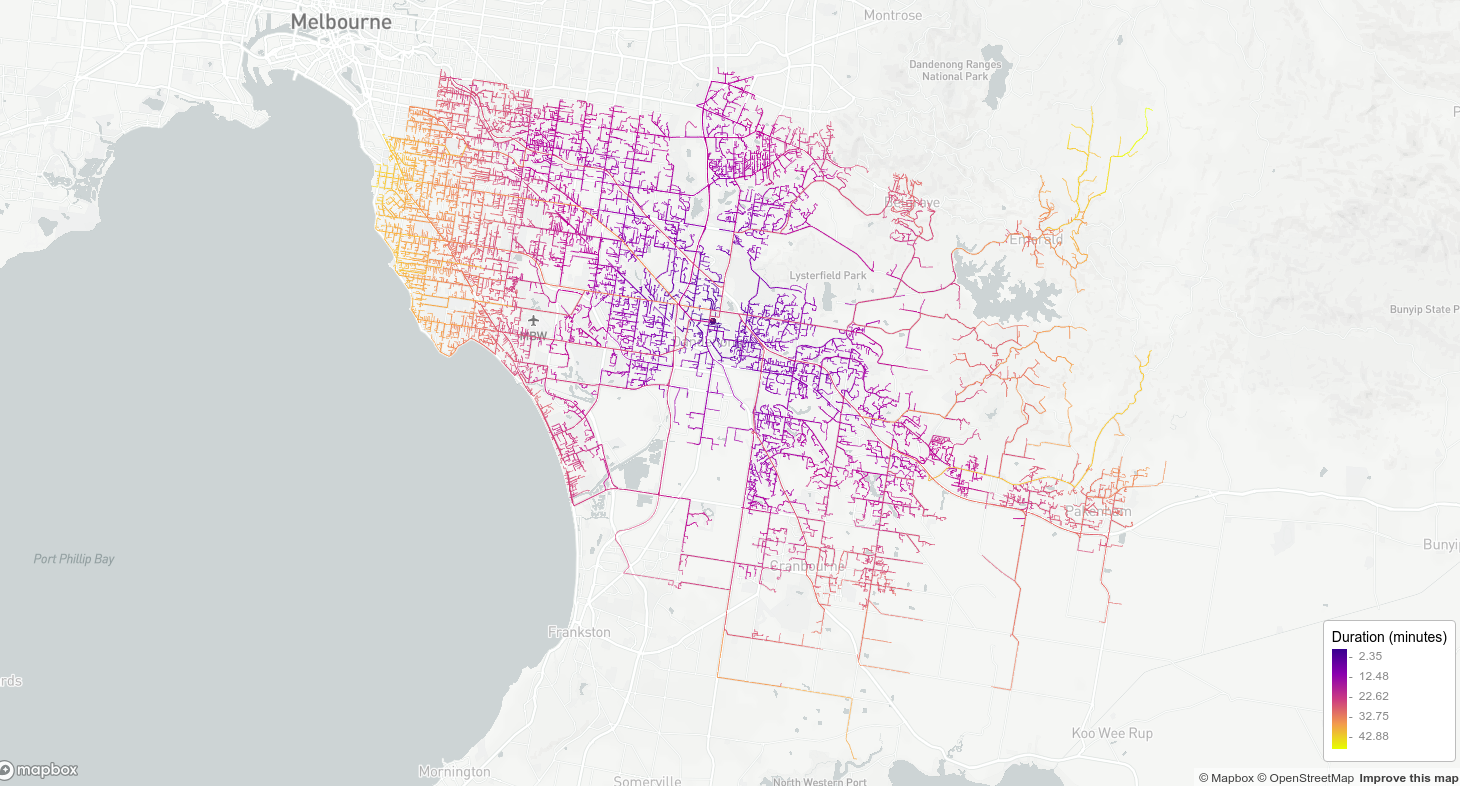 Melbourne
Montrose
Dandenong Ranges
National Park
Belgrave
Emerald
Lysterfield Park
Bunyip State P
MBW
Pakenham
Port Phillip Bay
Bunyip
Cranbourne
Frankston
rds
Koo Wee Rup
Mornington
Somerville
North Western Port
Duration (minutes)
2.35
12.48
22.62
32.75
42.88
mapbox
© Mapbox © OpenStreetMap Improve this map